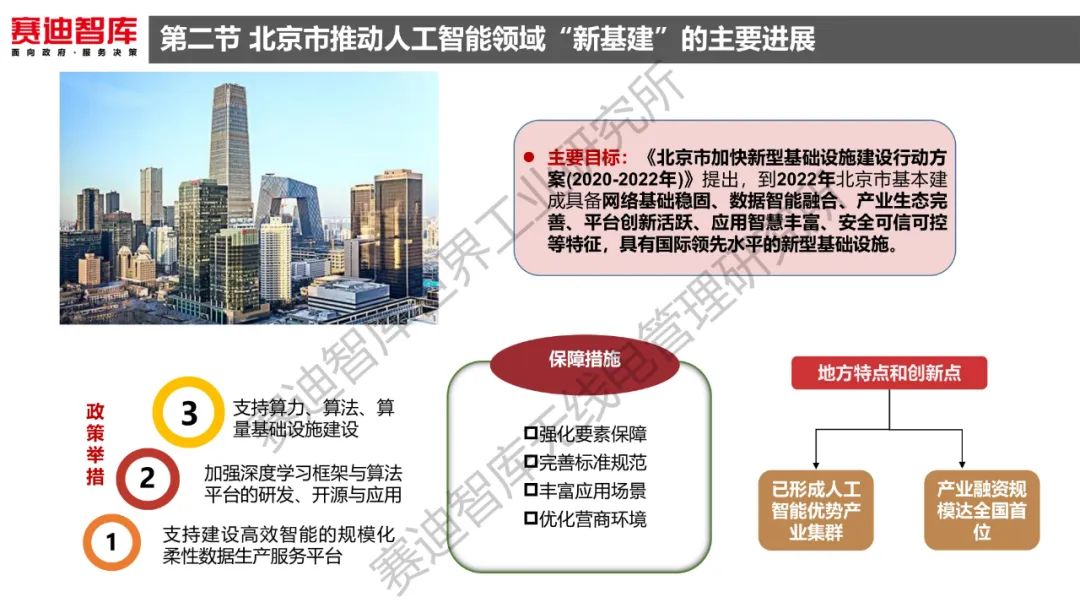 赛迪智库
面向政府·服务决策
第二节 北京市推动人工智能领域“新基建”的主要进展
主要目标：《北京市加快新型基础设施建设行动方
案(2020-2022年)》提出，到2022年北京市基本建
成具备网络基础稳固、数据智能融合、产业生态完
善、平台创新活跃、应用智慧丰富、安全可信可控
等特征，具有国际领先水平的新型基础设施。
政策举措
3
支持算力、算法、算
量基础设施建设
2
加强深度学习框架与算法
平台的研发、开源与应用
1
支持建设高效智能的规模化
柔性数据生产服务平台
保障措施
强化要素保障
完善标准规范
丰富应用场景
优化营商环境
地方特点和创新点
已形成人工
智能优势产
业集群
产业融资规
模达全国首
位
赛迪智库世界工业研究所
赛迪智库无线电管理研究所